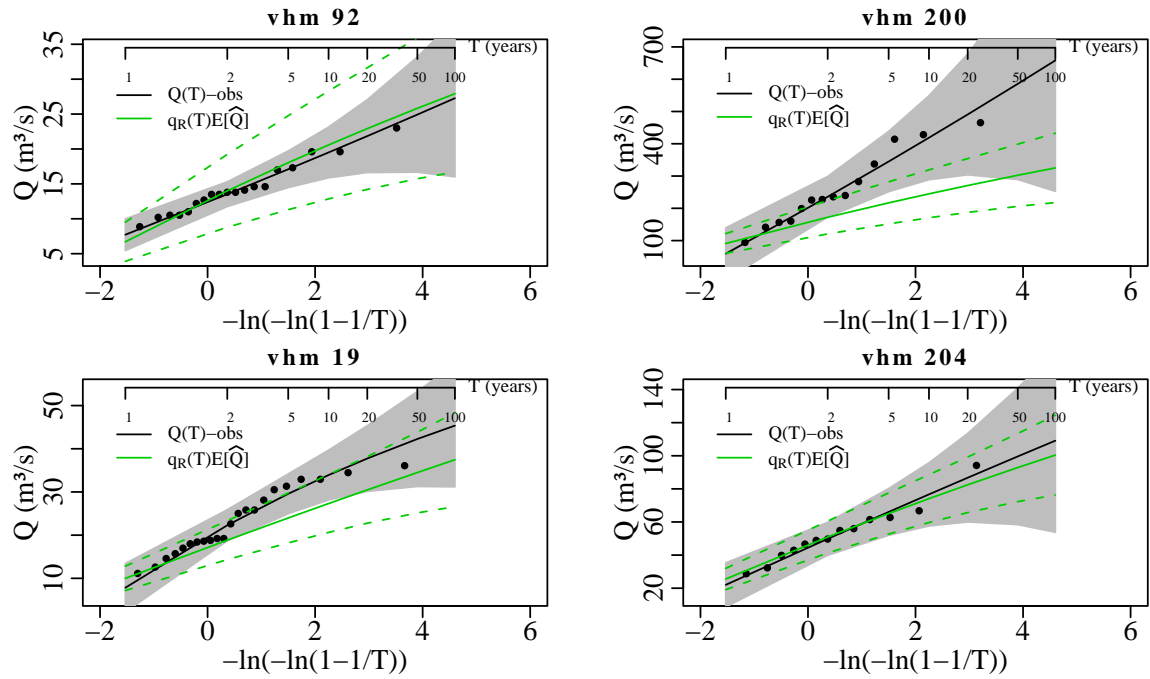 vhm 92
Q (m³/s)
35
25
15
5
T (years)
1 2 5 10 20 50 100
Q(T)−obs
q_R(T)E[Q̂]
−2 0 2 4 6
−ln(−ln(1−1/T))
vhm 200
Q (m³/s)
700
400
100
T (years)
1 2 5 10 20 50 100
Q(T)−obs
q_R(T)E[Q̂]
−2 0 2 4 6
−ln(−ln(1−1/T))
vhm 19
Q (m³/s)
50
30
10
T (years)
1 2 5 10 20 50 100
Q(T)−obs
q_R(T)E[Q̂]
−2 0 2 4 6
−ln(−ln(1−1/T))
vhm 204
Q (m³/s)
140
100
60
20
T (years)
1 2 5 10 20 50 100
Q(T)−obs
q_R(T)E[Q̂]
−2 0 2 4 6
−ln(−ln(1−1/T))